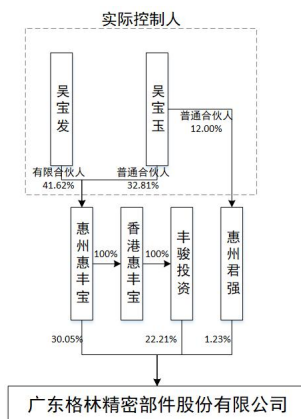 实际控制人
吴宝发
吴宝玉
普通合伙人
12.00%
有限合伙人
41.62%
普通合伙人
32.81%
惠州惠丰宝
100%
香港惠丰宝
100%
丰骏投资
惠州君强
30.05%
22.21%
1.23%
广东格林精密部件股份有限公司